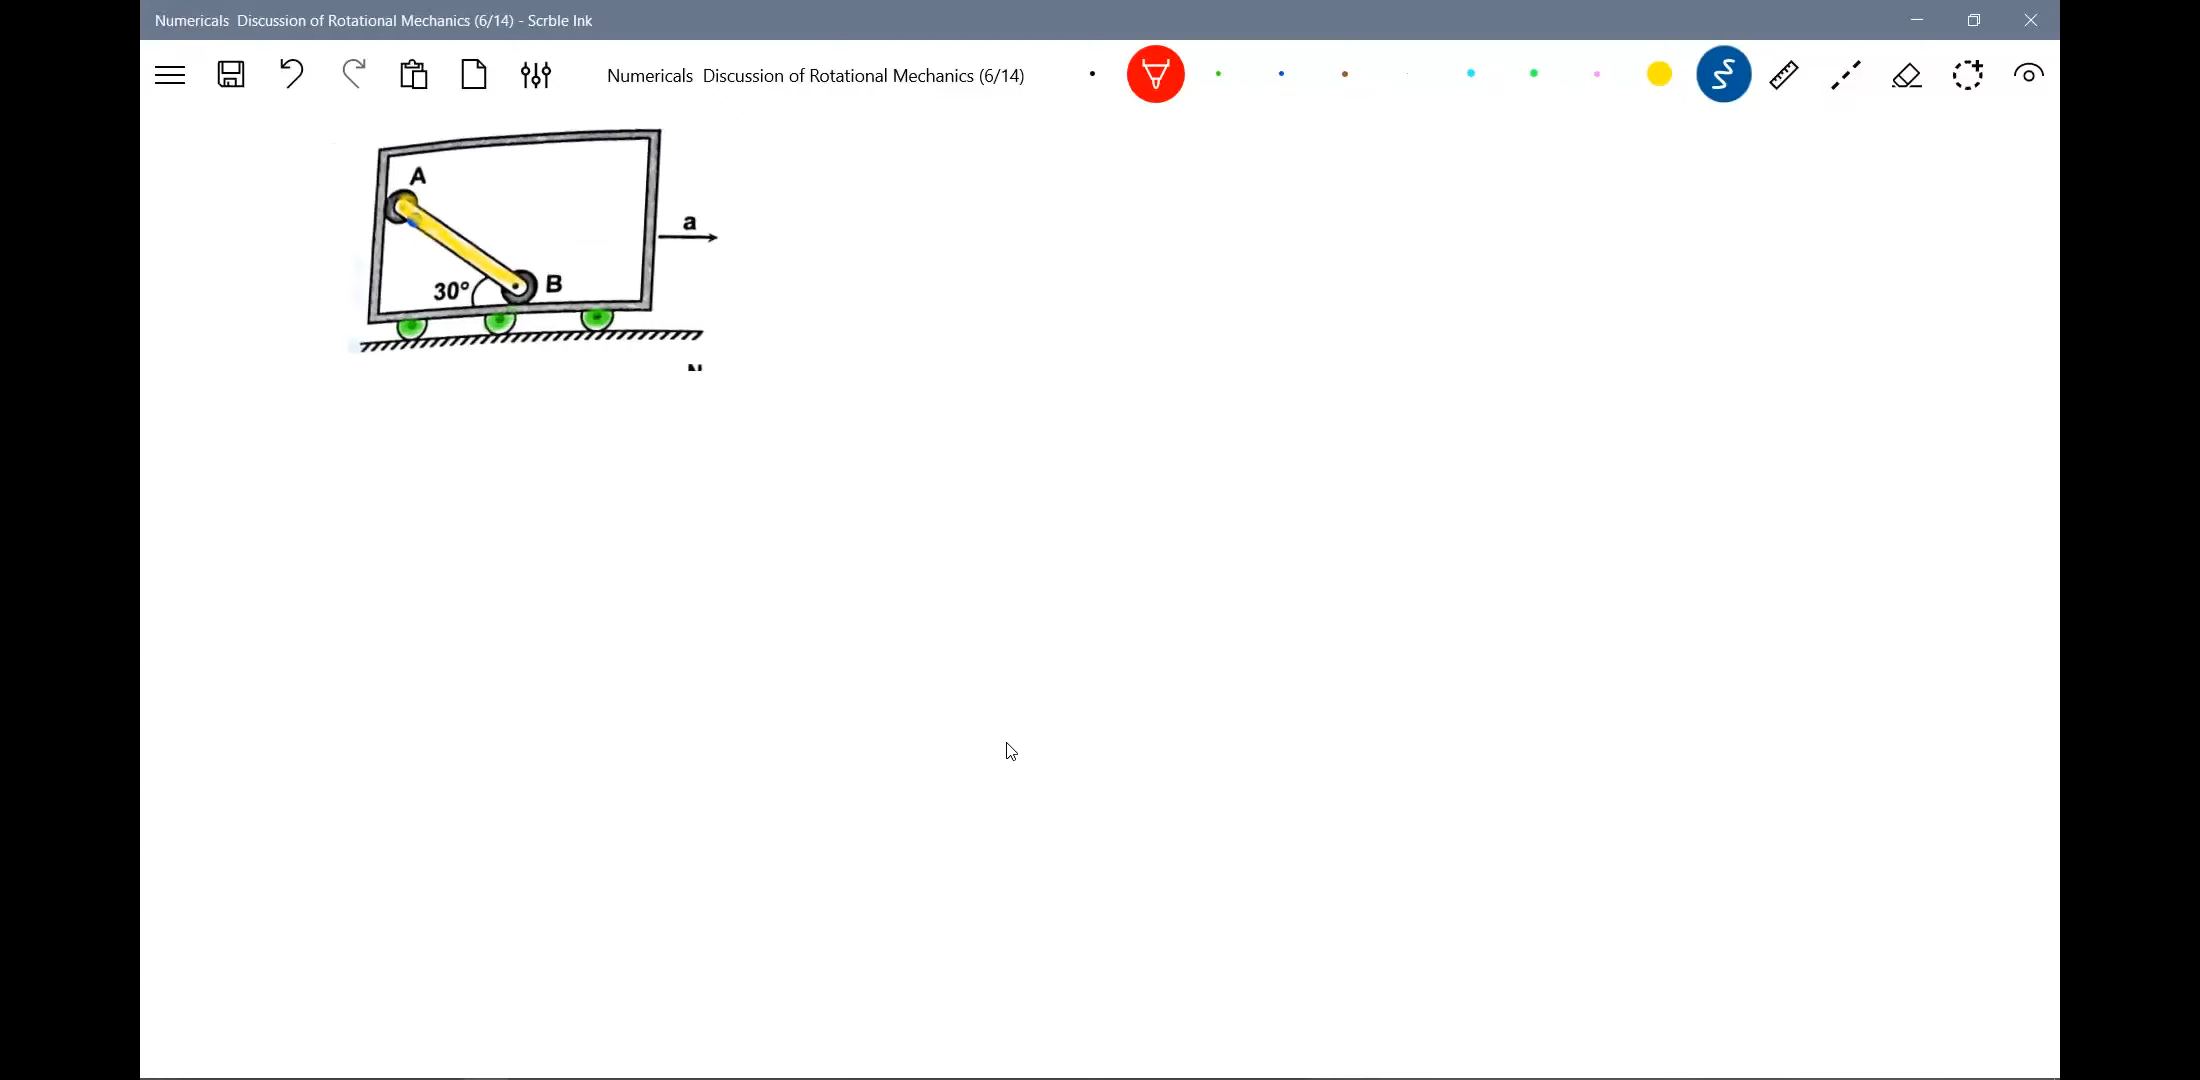 Numericals Discussion of Rotational Mechanics (6/14) - Scrble Ink
Numericals Discussion of Rotational Mechanics (6/14)
A
a
30°
B